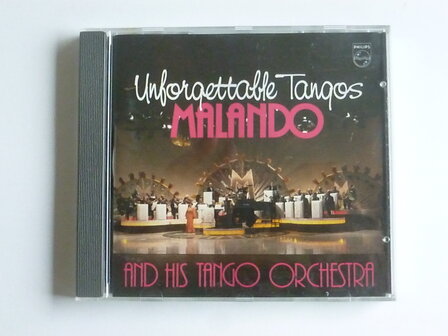 PHILIPS
Unforgettable Tangos
MALANDO
M
AND HIS TANGO ORCHESTRA